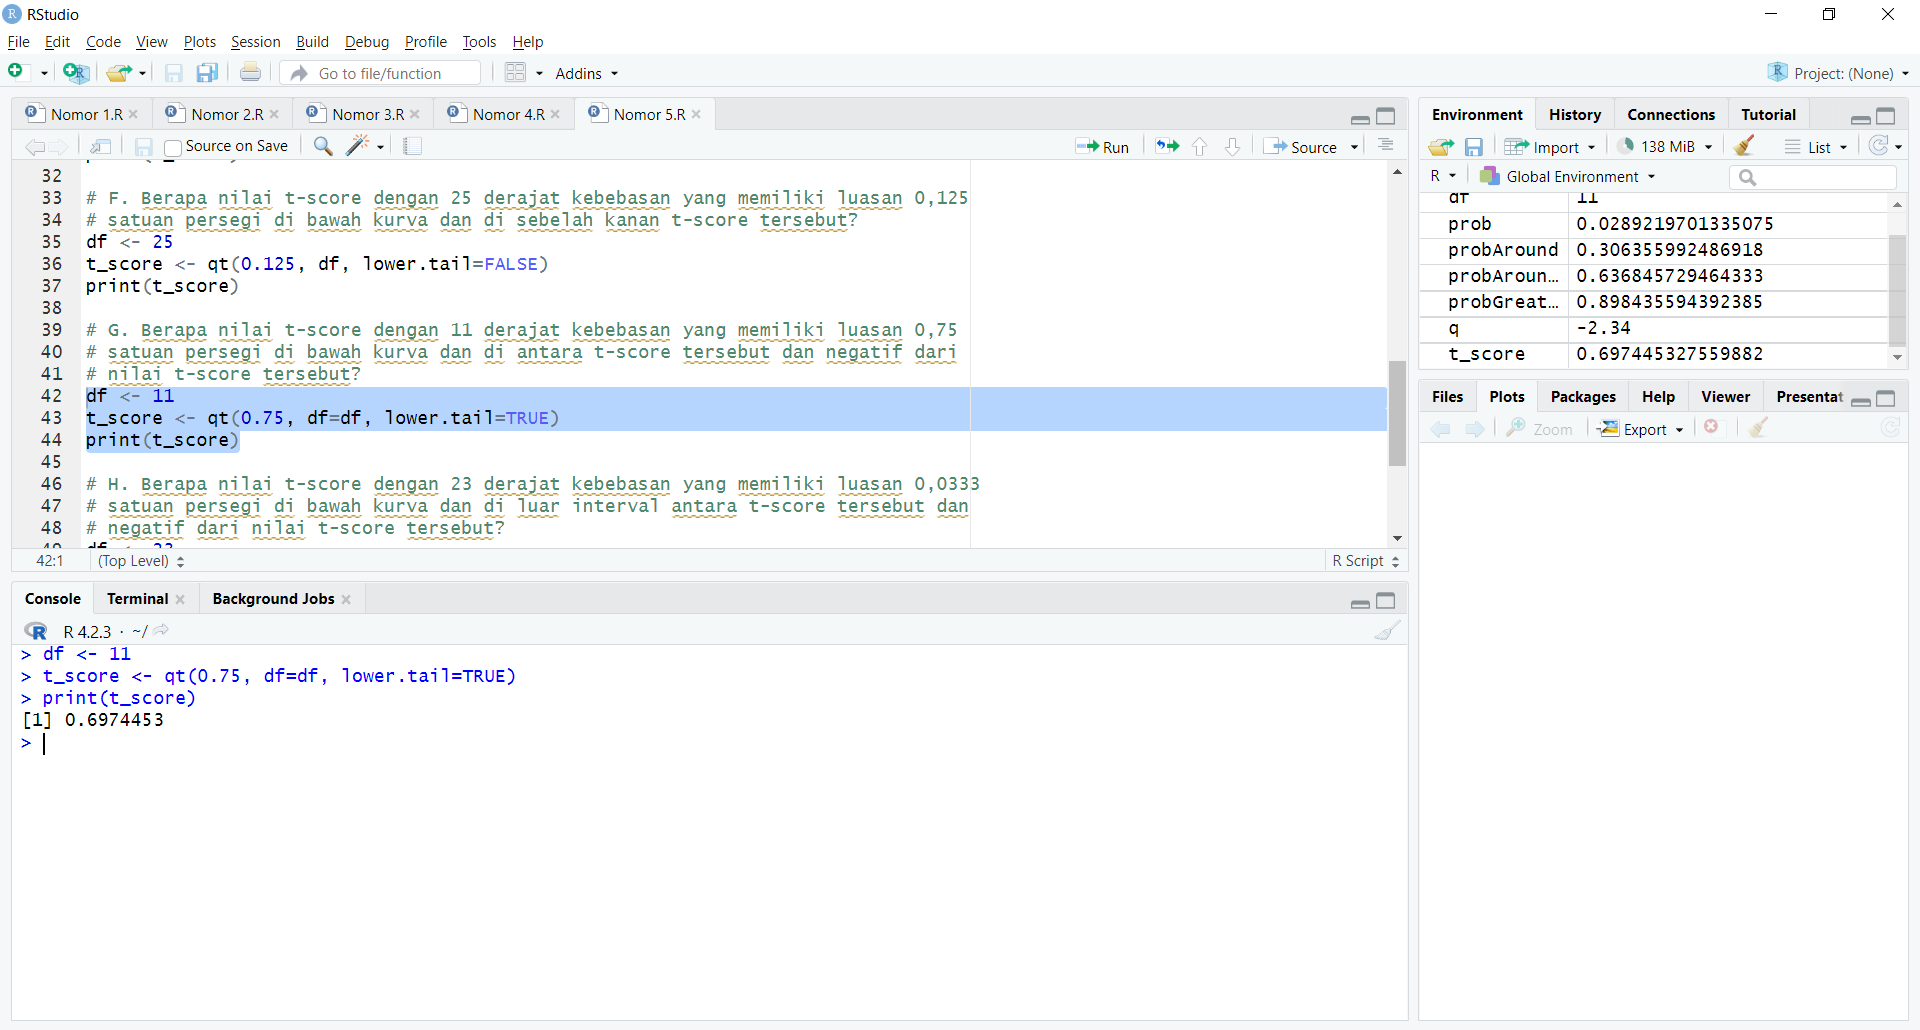 RStudio
File Edit Code View Plots Session Build Debug Profile Tools Help
Go to file/function Addins Project: (None)
Nomor 1.R Nomor 2.R Nomor 3.R Nomor 4.R Nomor 5.R
Source on Save Run Source
32
33 # F. Berapa nilai t-score dengan 25 derajat kebebasan yang memiliki luasan 0,125
34 # satuan persegi di bawah kurva dan di sebelah kanan t-score tersebut?
35 df <- 25
36 t_score <- qt(0.125, df, lower.tail=FALSE)
37 print(t_score)
38
39 # G. Berapa nilai t-score dengan 11 derajat kebebasan yang memiliki luasan 0,75
40 # satuan persegi di bawah kurva dan di antara t-score tersebut dan negatif dari
41 # nilai t-score tersebut?
42 df <- 11
43 t_score <- qt(0.75, df=df, lower.tail=TRUE)
44 print(t_score)
45
46 # H. Berapa nilai t-score dengan 23 derajat kebebasan yang memiliki luasan 0,0333
47 # satuan persegi di bawah kurva dan di luar interval antara t-score tersebut dan
48 # negatif dari nilai t-score tersebut?
49 df <- 23
42:1 (Top Level) R Script
Console Terminal Background Jobs
R 4.2.3 · ~/
> df <- 11
> t_score <- qt(0.75, df=df, lower.tail=TRUE)
> print(t_score)
[1] 0.6974453
>
Environment History Connections Tutorial
Import 138 MiB List
R Global Environment
df 11
prob 0.0289219701335075
probAround 0.306355992486918
probAroun… 0.636845729464333
probGreat… 0.898435594392385
q -2.34
t_score 0.697445327559882
Files Plots Packages Help Viewer Presentat
Zoom Export